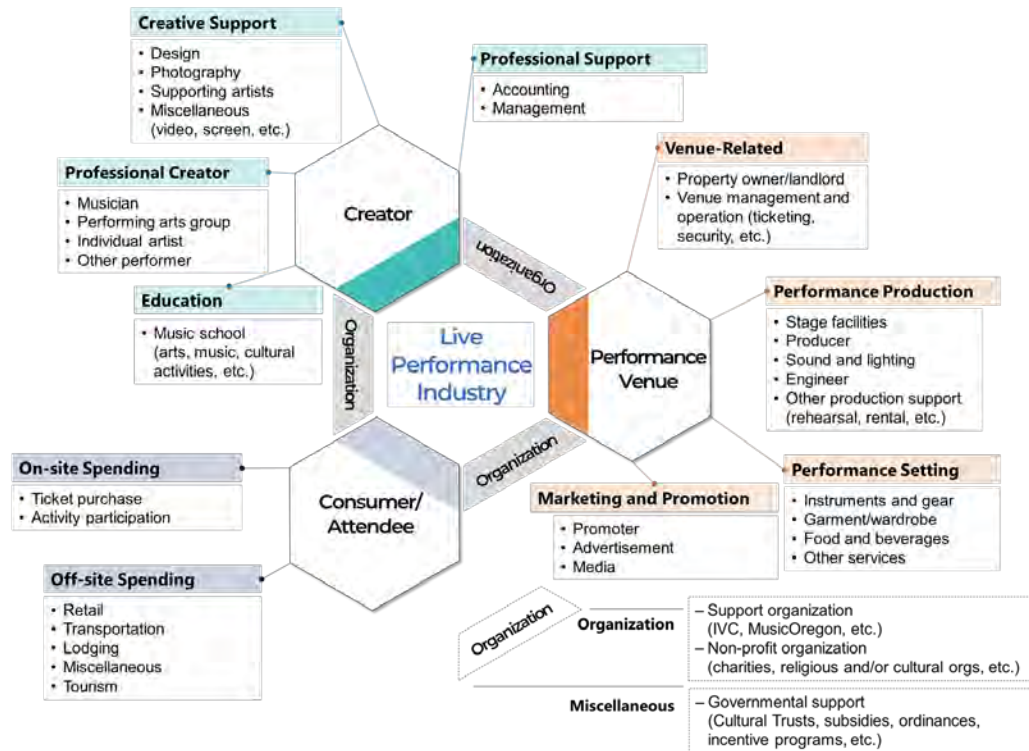 Creative Support
• Design
• Photography
• Supporting artists
• Miscellaneous
(video, screen, etc.)
Professional Support
• Accounting
• Management
Professional Creator
• Musician
• Performing arts group
• Individual artist
• Other performer
Education
• Music school
(arts, music, cultural
activities, etc.)
Creator
Organization
Organization
Organization
Live
Performance
Industry
Venue-Related
• Property owner/landlord
• Venue management and
operation (ticketing,
security, etc.)
Performance
Venue
Performance Production
• Stage facilities
• Producer
• Sound and lighting
• Engineer
• Other production support
(rehearsal, rental, etc.)
Performance Setting
• Instruments and gear
• Garment/wardrobe
• Food and beverages
• Other services
Marketing and Promotion
• Promoter
• Advertisement
• Media
Consumer/
Attendee
On-site Spending
• Ticket purchase
• Activity participation
Off-site Spending
• Retail
• Transportation
• Lodging
• Miscellaneous
• Tourism
Organization
Organization
– Support organization
(IVC, MusicOregon, etc.)
– Non-profit organization
(charities, religious and/or cultural orgs, etc.)
Miscellaneous
– Governmental support
(Cultural Trusts, subsidies, ordinances,
incentive programs, etc.)